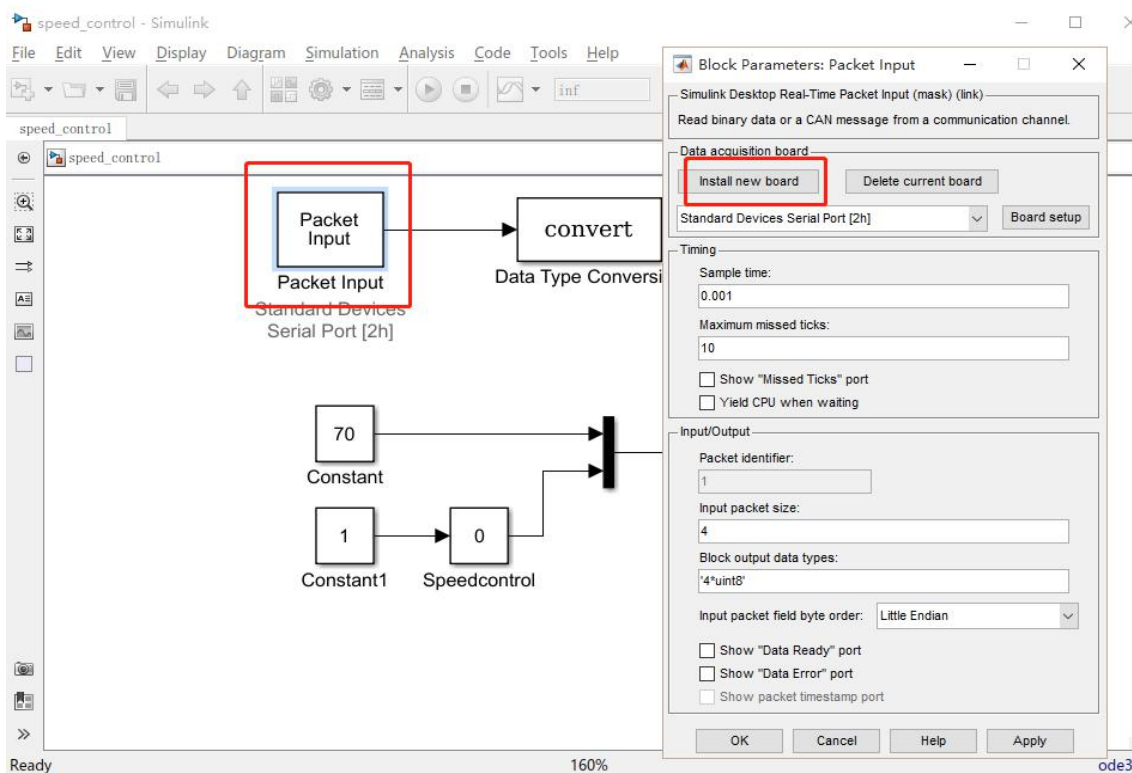 speed_control - Simulink
File Edit View Display Diagram Simulation Analysis Code Tools Help
inf
speed_control
speed_control
Packet
Input
Packet Input
Standard Devices
Serial Port [2h]
convert
Data Type Conversi
70
Constant
1
Constant1
0
Speedcontrol
Ready
160%
ode3
Block Parameters: Packet Input
Simulink Desktop Real-Time Packet Input (mask) (link)
Read binary data or a CAN message from a communication channel.
Data acquisition board
Install new board Delete current board
Standard Devices Serial Port [2h] Board setup
Timing
Sample time:
0.001
Maximum missed ticks:
10
Show "Missed Ticks" port
Yield CPU when waiting
Input/Output
Packet identifier:
1
Input packet size:
4
Block output data types:
'4*uint8'
Input packet field byte order: Little Endian
Show "Data Ready" port
Show "Data Error" port
Show packet timestamp port
OK Cancel Help Apply